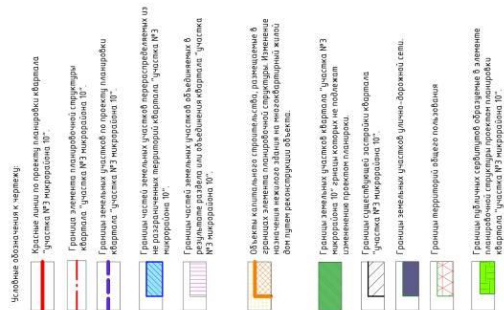 Условные обозначения к чертежу:
Красные линии по проекту планировки квартала
"участка №3 микрорайона 10".
Граница элемента планировочной структуры
квартала "участка №3 микрорайона 10".
Границы земельных участков по проекту планировки
квартала "участка №3 микрорайона 10".
Границы частей земельных участков перераспределяемых из
не разграниченных территорий квартала "участка №3
микрорайона 10".
Границы частей земельных участков объединяемых в
результате раздела или объединения квартала "участка
№3 микрорайона 10".
Объекты капитального строительства, размещаемые в
границах элемента планировочной структуры. Изменение
назначения нежилого здания на многоквартирный жилой
дом путем реконструкции объекта.
Границы земельных участков квартала "участка №3
микрорайона 10" границы которых не подлежат
изменению проектом планировки.
Границы существующей застройки квартала
"участка №3 микрорайона 10".
Границы земельных участков улично-дорожной сети.
Границы территорий общего пользования
Границы публичных сервитутов образуемые в элементе
планировочной структуры проектом планировки
квартала "участка №3 микрорайона 10"